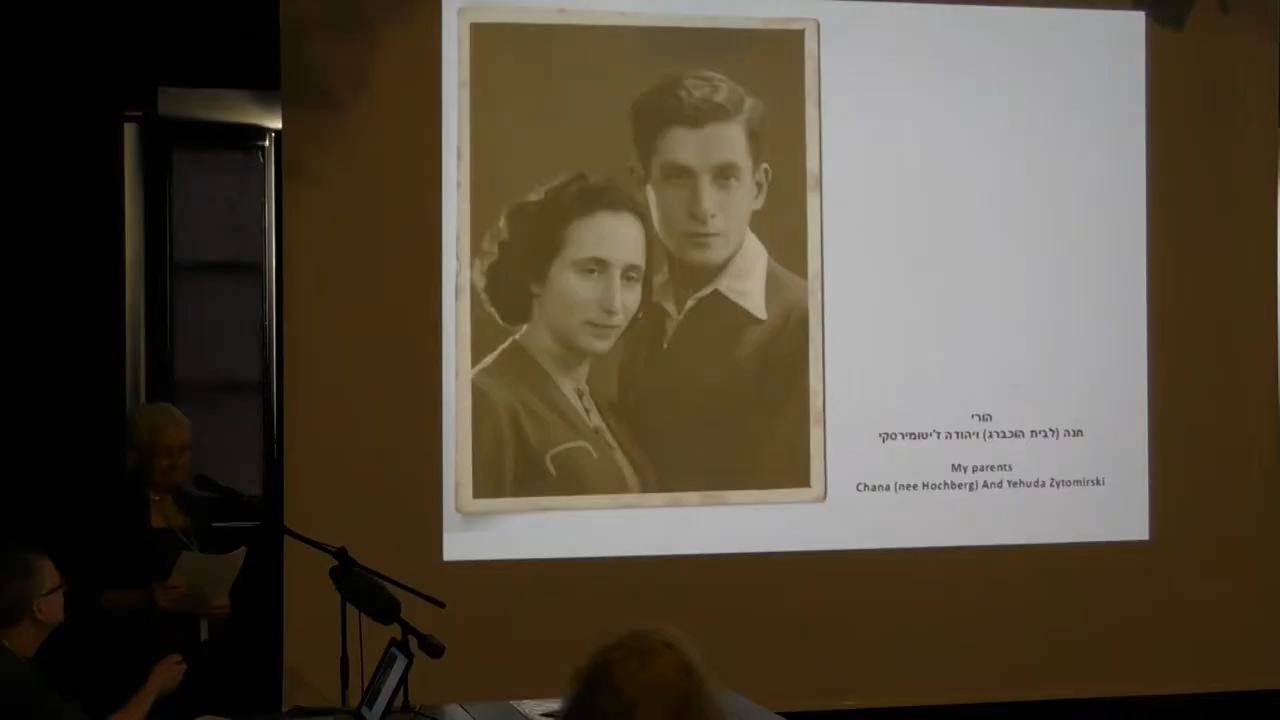 הורי
חנה (לבית הוכברג) ויהודה ז'יטומירסקי
My parents
Chana (nee Hochberg) And Yehuda Zytomirski